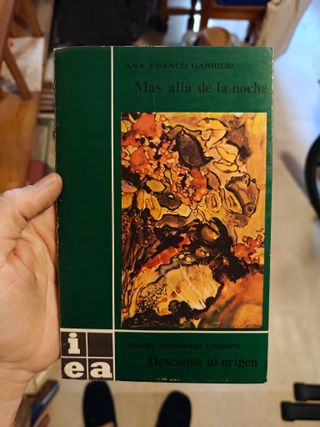 ANA FRANCO GARRIDO
Mas allá de la noche
i
ea
ANGEL TEODORO CRESPO
Descenso al origen